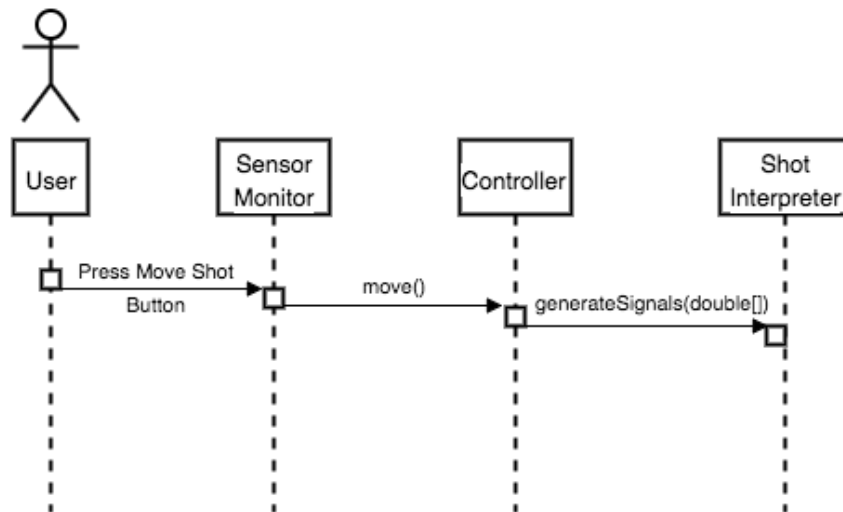 User
Sensor
Monitor
Controller
Shot
Interpreter
Press Move Shot
Button
move()
generateSignals(double[])